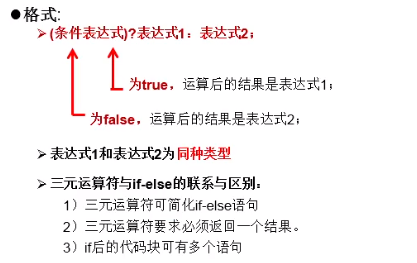 ●格式:
➤(条件表达式)?表达式1：表达式2；
为true，运算后的结果是表达式1；
为false，运算后的结果是表达式2；
➤表达式1和表达式2为同种类型
➤三元运算符与if-else的联系与区别：
1）三元运算符可简化if-else语句
2）三元运算符要求必须返回一个结果。
3）if后的代码块可有多个语句